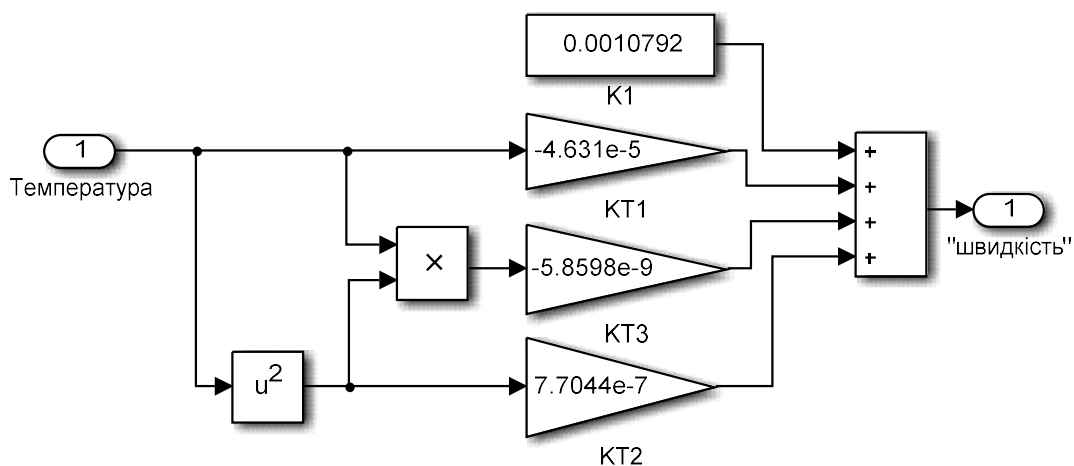 0.0010792
K1
1
Температура
-4.631e-5
KT1
×
-5.8598e-9
KT3
u2
7.7044e-7
KT2
+
+
+
+
1
"швидкість"